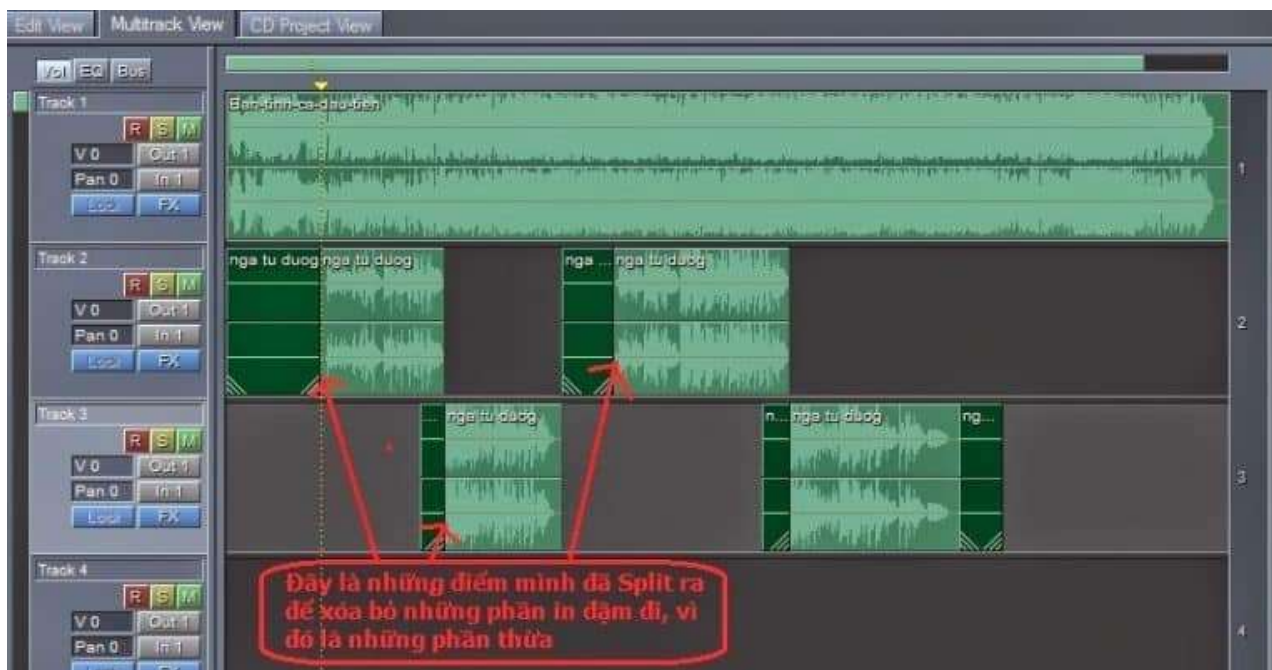 Edit View Multitrack View CD Project View
Vol EQ Bus
Track 1
R S M
V 0 Out 1
Pan 0 In 1
Lock FX
Ban-tinh-ca-dau-tien
1
Track 2
R S M
V 0 Out 1
Pan 0 In 1
Lock FX
nga tu duog nga tu duog nga ... nga tu duog
2
Track 3
R S M
V 0 Out 1
Pan 0 In 1
Lock FX
... nga tu duog n... nga tu duog ng...
3
Track 4
R S M
V 0 Out 1
Pan 0 In 1
4
Đây là những điểm mình đã Split ra
để xóa bỏ những phần in đậm đi, vì
đó là những phần thừa